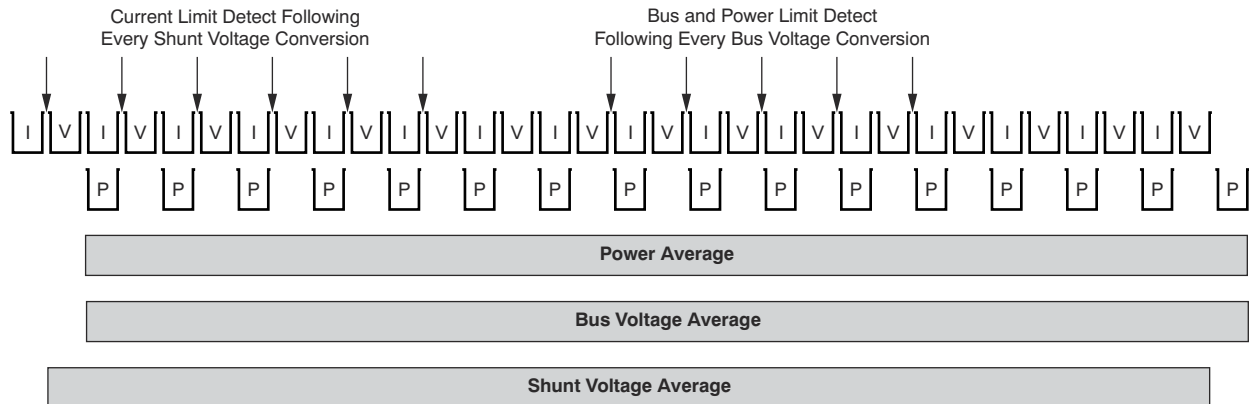 Current Limit Detect Following
Every Shunt Voltage Conversion
Bus and Power Limit Detect
Following Every Bus Voltage Conversion
I V I V I V I V I V I V I V I V I V I V I V I V I V I V I V I V
P P P P P P P P P P P P P P P P
Power Average
Bus Voltage Average
Shunt Voltage Average